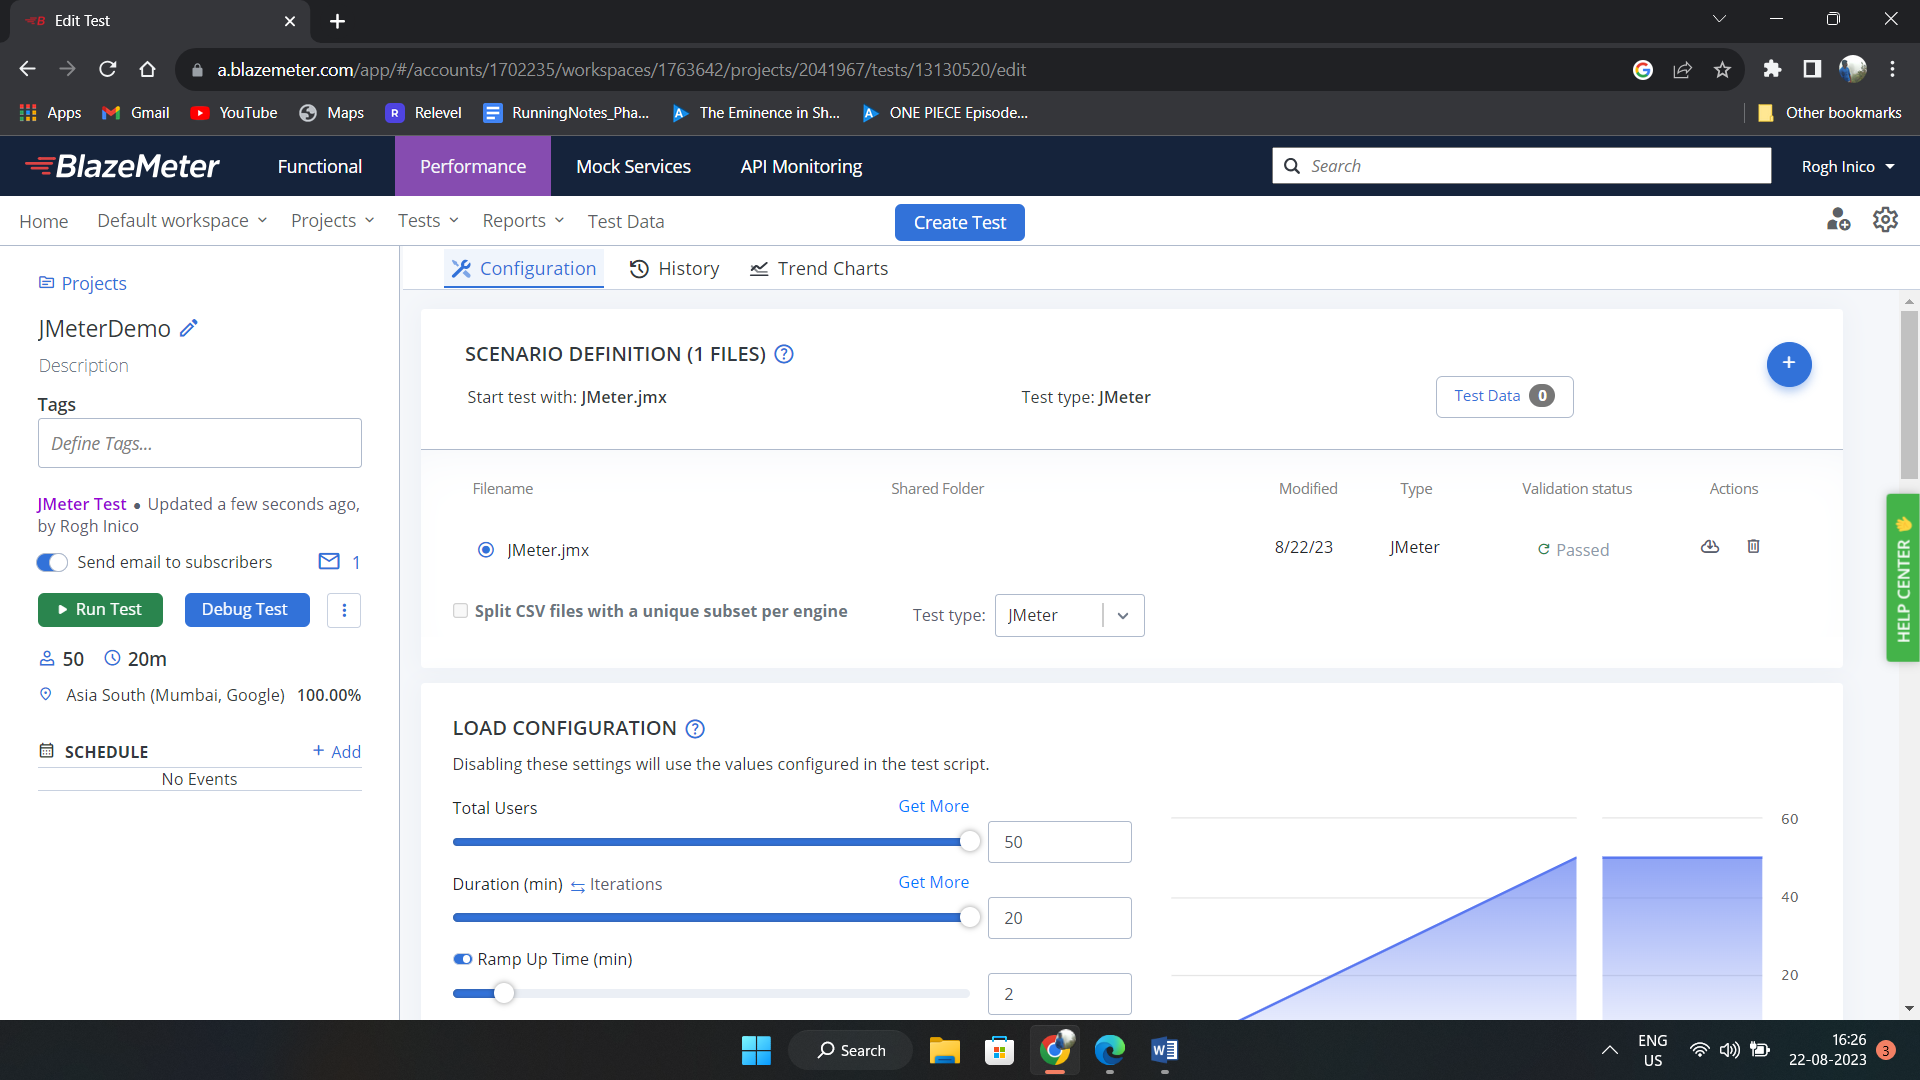 Edit Test
a.blazemeter.com/app/#/accounts/1702235/workspaces/1763642/projects/2041967/tests/13130520/edit
Apps Gmail YouTube Maps R Relevel RunningNotes_Pha... The Eminence in Sh... ONE PIECE Episode... Other bookmarks
BlazeMeter Functional Performance Mock Services API Monitoring Search Rogh Inico
Home Default workspace Projects Tests Reports Test Data Create Test
Configuration History Trend Charts
Projects
JMeterDemo
Description
Tags
Define Tags...
JMeter Test • Updated a few seconds ago,
by Rogh Inico
Send email to subscribers 1
Run Test Debug Test
50 20m
Asia South (Mumbai, Google) 100.00%
SCHEDULE + Add
No Events
SCENARIO DEFINITION (1 FILES) ?
+
Start test with: JMeter.jmx Test type: JMeter Test Data 0
Filename Shared Folder Modified Type Validation status Actions
JMeter.jmx 8/22/23 JMeter Passed
Split CSV files with a unique subset per engine Test type: JMeter
LOAD CONFIGURATION ?
Disabling these settings will use the values configured in the test script.
Total Users Get More
50
Duration (min) Iterations Get More
20
Ramp Up Time (min)
2
60
40
20
HELP CENTER
Search
ENG
US
16:26
22-08-2023
3